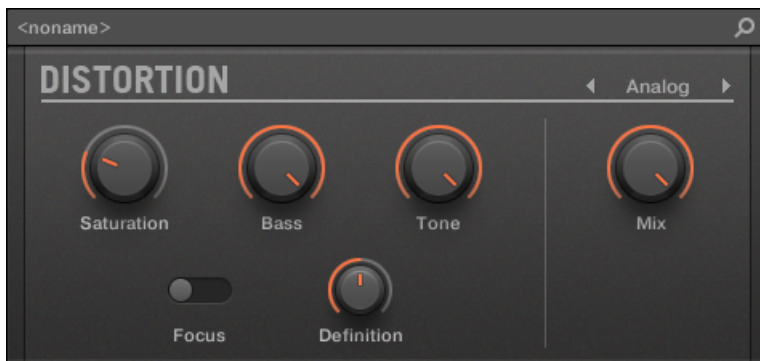 <noname>
DISTORTION
Analog
Saturation
Bass
Tone
Mix
Focus
Definition